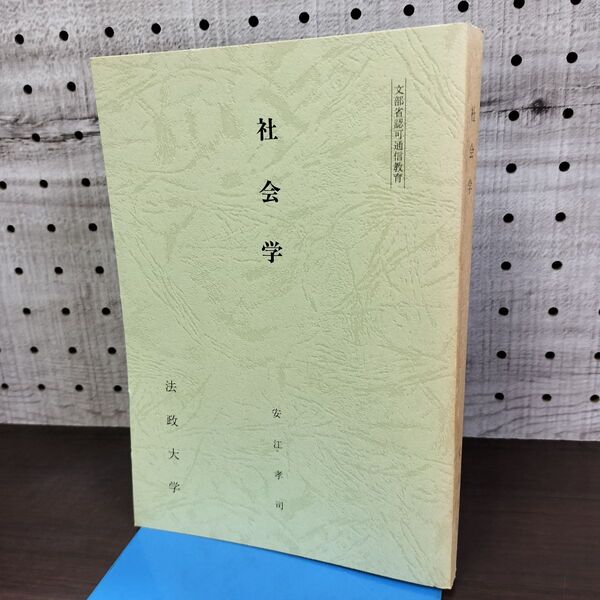 文部省認可通信教育
社会学
安江孝司
法政大学
社会学